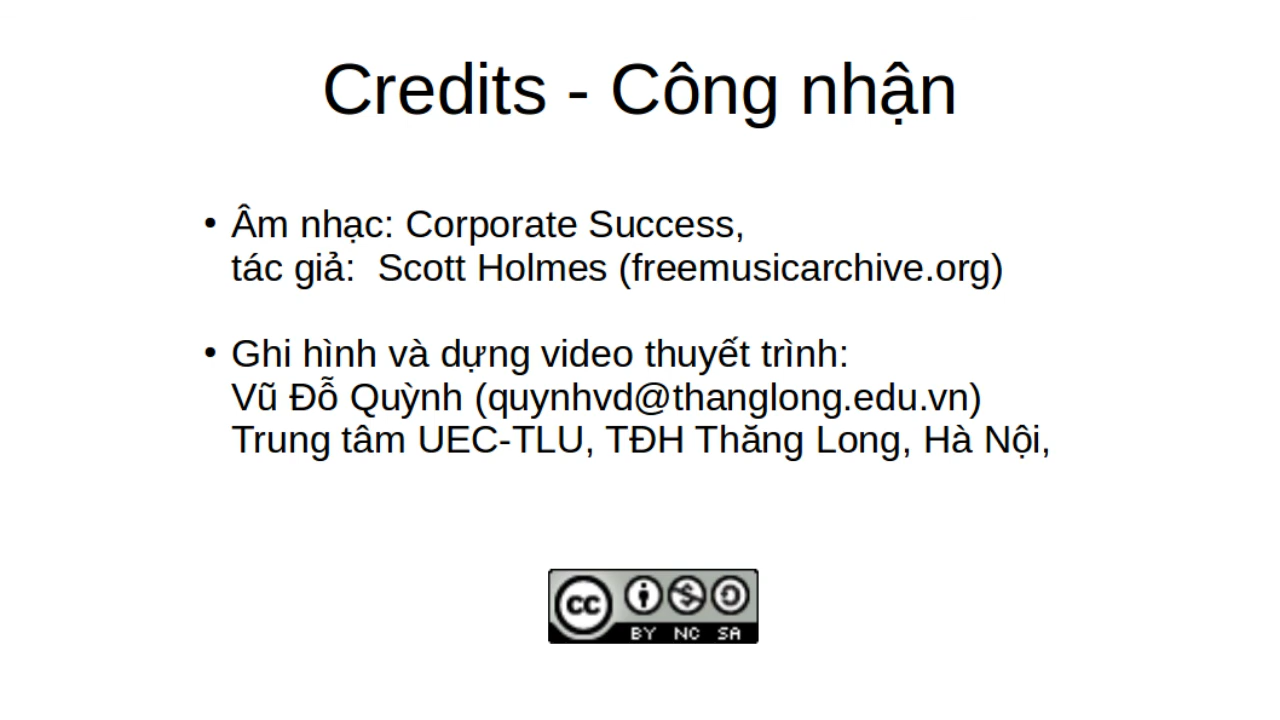 Credits - Công nhận
• Âm nhạc: Corporate Success,
tác giả:  Scott Holmes (freemusicarchive.org)
• Ghi hình và dựng video thuyết trình:
Vũ Đỗ Quỳnh (quynhvd@thanglong.edu.vn)
Trung tâm UEC-TLU, TĐH Thăng Long, Hà Nội,
cc
BY NC SA